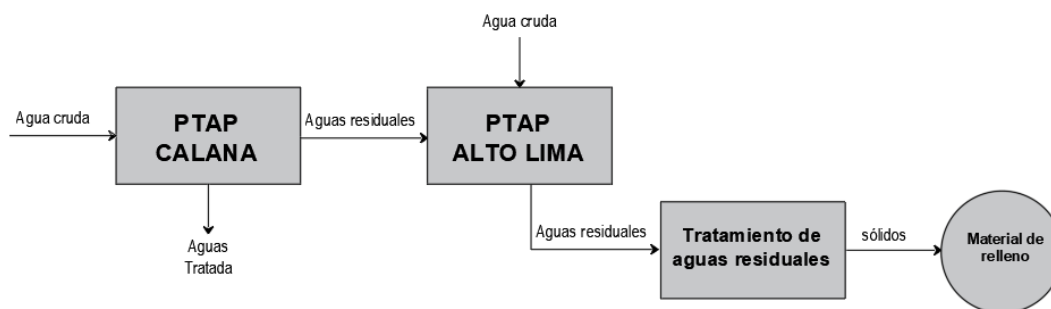 Agua cruda
Agua cruda
PTAP
CALANA
Aguas residuales
PTAP
ALTO LIMA
Aguas
Tratada
Aguas residuales
Tratamiento de
aguas residuales
sólidos
Material de
relleno